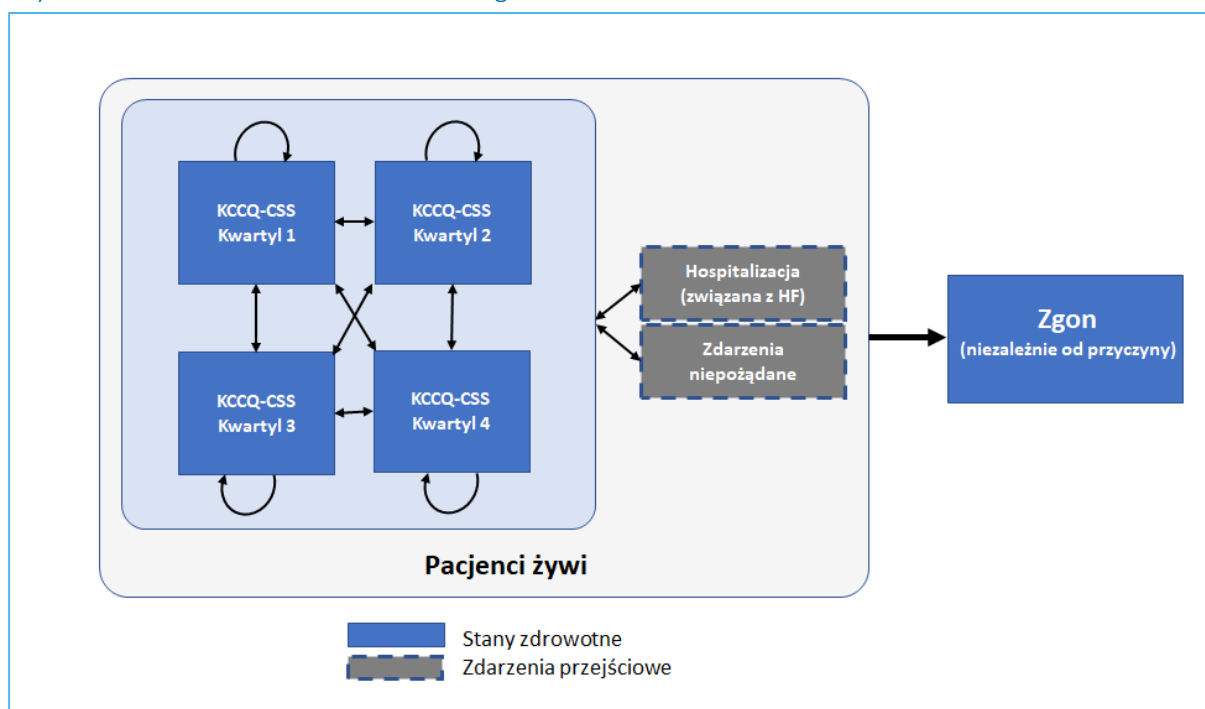 KCCQ-CSS
Kwartyl 1
KCCQ-CSS
Kwartyl 2
KCCQ-CSS
Kwartyl 3
KCCQ-CSS
Kwartyl 4
Hospitalizacja
(związana z HF)
Zdarzenia
niepożądane
Zgon
(niezależnie od przyczyny)
Pacjenci żywi
Stany zdrowotne
Zdarzenia przejściowe